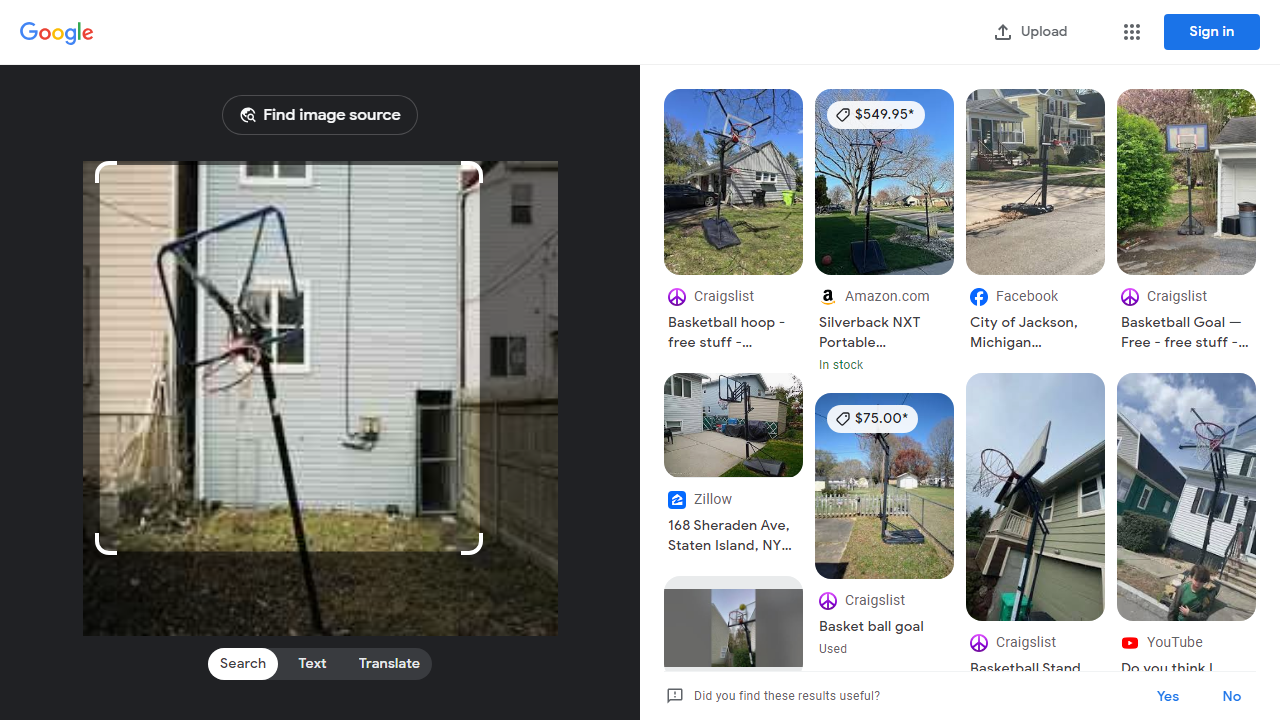 Google
Upload
Sign in
Find image source
Search
Text
Translate
Craigslist
Basketball hoop -
free stuff -...
$549.95*
Amazon.com
Silverback NXT
Portable...
In stock
Facebook
City of Jackson,
Michigan...
Craigslist
Basketball Goal —
Free - free stuff -...
Zillow
168 Sheraden Ave,
Staten Island, NY...
$75.00*
Craigslist
Basket ball goal
Used
Craigslist
Basketball Stand
YouTube
Do you think I
Did you find these results useful?
Yes
No